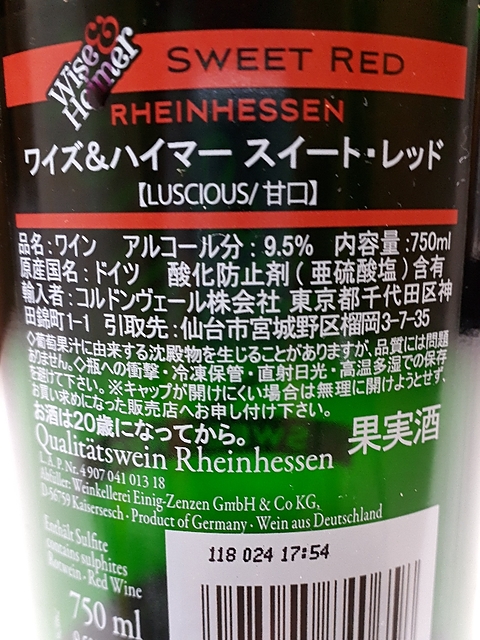 Wise & Heimer
SWEET RED
RHEINHESSEN
ワイズ&ハイマー スイート・レッド
【LUSCIOUS/甘口】
品名:ワイン アルコール分:9.5% 内容量:750ml
原産国名:ドイツ 酸化防止剤(亜硫酸塩)含有
輸入者:コルドンヴェール株会社 東京都千代田区神
田錦町1-1 引取先:仙台市宮城野区榴岡3-7-35
◇葡萄果汁に由来する沈殿物を生じることがありますが、品質には問題
ありません。◇瓶への衝撃・冷凍保管・直射日光・高温多湿での保存
を避けて下さい。※キャップが開けにくい場合は無理に開けようとせず、
お買い求めになった販売店へお申し付け下さい。
お酒は20歳になってから。
果実酒
Qualitätswein Rheinhessen
L.A.P.Nr. 4 907 041 013 18
Abfüller: Weinkellerei Einig-Zenzen GmbH & Co KG,
D-56759 Kaisersesch · Product of Germany · Wein aus Deutschland
Enthält Sulfite
contains sulphites
Rotwein · Red Wine
750 ml
118 024 17:54